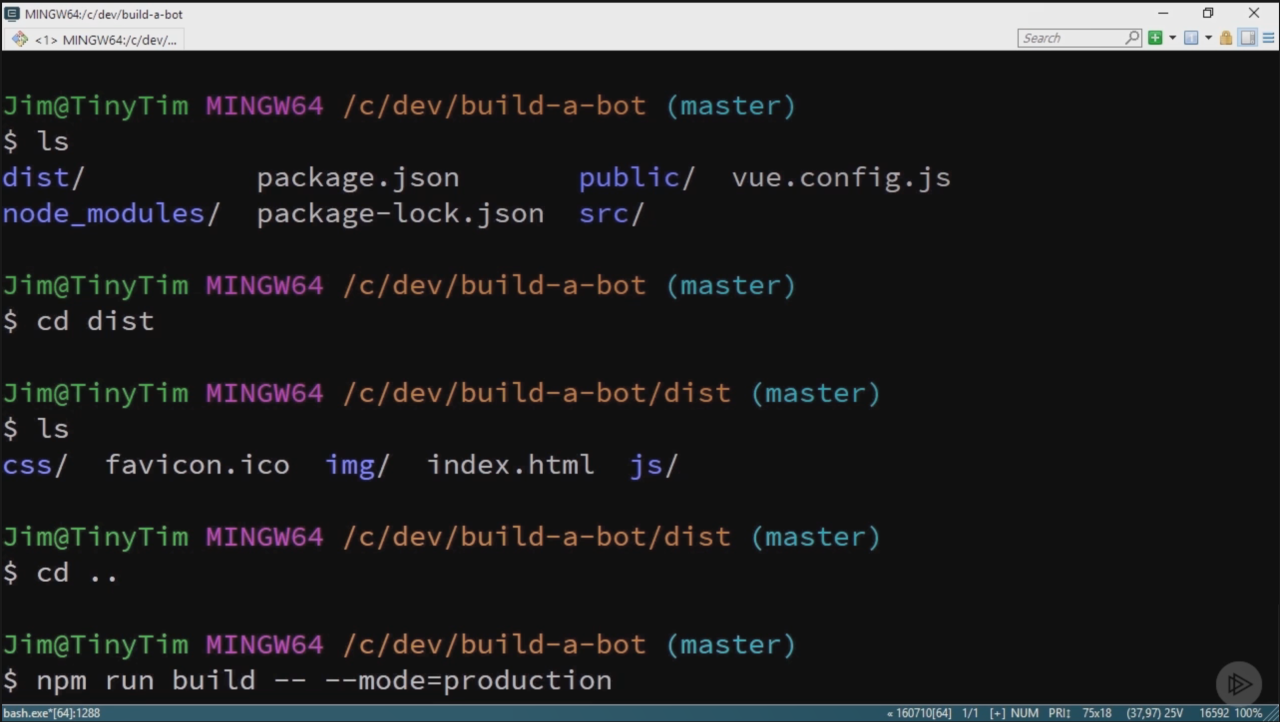 MINGW64:/c/dev/build-a-bot
<1> MINGW64:/c/dev/...
Search
Jim@TinyTim MINGW64 /c/dev/build-a-bot (master)
$ ls
dist/ package.json public/ vue.config.js
node_modules/ package-lock.json src/
Jim@TinyTim MINGW64 /c/dev/build-a-bot (master)
$ cd dist
Jim@TinyTim MINGW64 /c/dev/build-a-bot/dist (master)
$ ls
css/ favicon.ico img/ index.html js/
Jim@TinyTim MINGW64 /c/dev/build-a-bot/dist (master)
$ cd ..
Jim@TinyTim MINGW64 /c/dev/build-a-bot (master)
$ npm run build -- --mode=production
bash.exe*[64]:1288 « 160710[64] 1/1 [+] NUM PRI↕ 75x18 (37,97) 25V 16592 100%